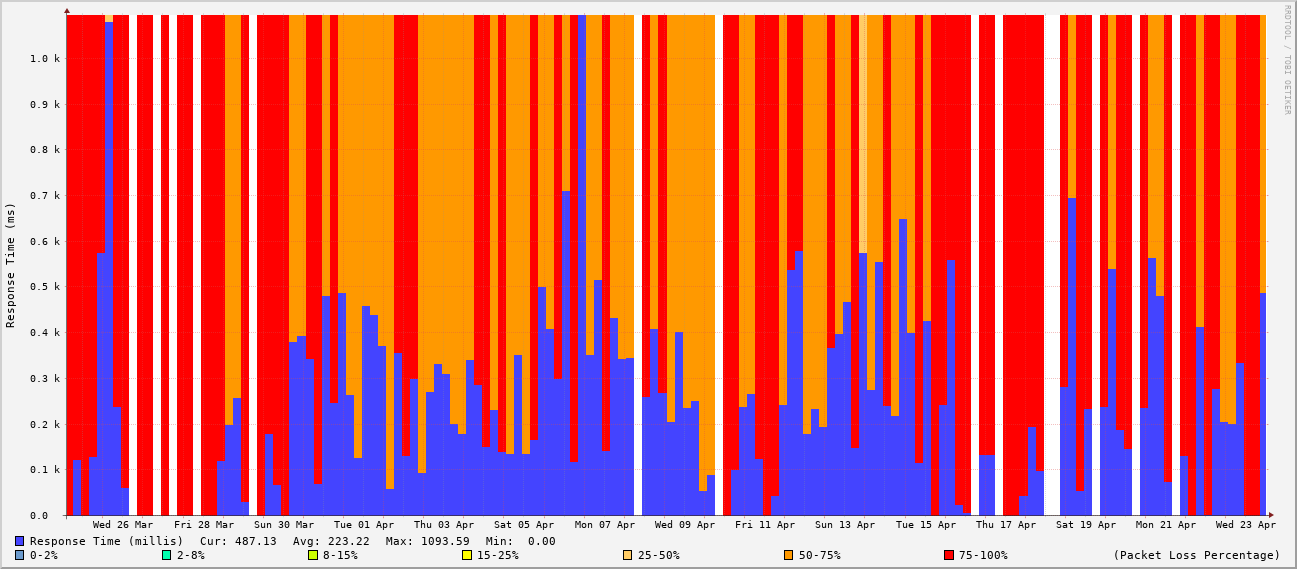 RRDTOOL / TOBI OETIKER
Response Time (ms)
1.0 k
0.9 k
0.8 k
0.7 k
0.6 k
0.5 k
0.4 k
0.3 k
0.2 k
0.1 k
0.0
Wed 26 Mar Fri 28 Mar Sun 30 Mar Tue 01 Apr Thu 03 Apr Sat 05 Apr Mon 07 Apr Wed 09 Apr Fri 11 Apr Sun 13 Apr Tue 15 Apr Thu 17 Apr Sat 19 Apr Mon 21 Apr Wed 23 Apr
Response Time (millis) Cur: 487.13 Avg: 223.22 Max: 1093.59 Min: 0.00
0-2% 2-8% 8-15% 15-25% 25-50% 50-75% 75-100% (Packet Loss Percentage)